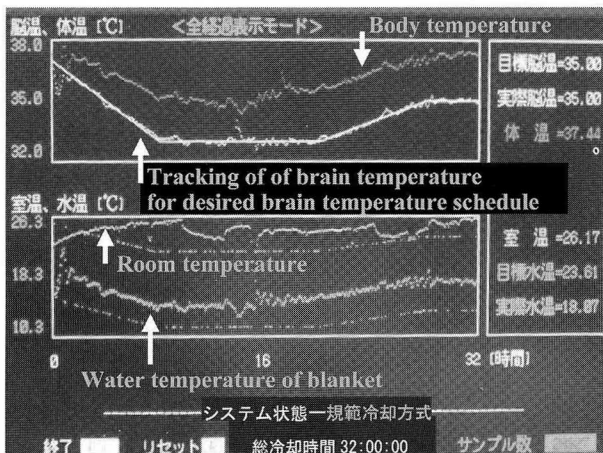 脳温、体温 [℃] <全経過表示モード> Body temperature
38.0
35.0
32.0
目標脳温=35.00
実際脳温=35.00
体 温=37.44
Tracking of of brain temperature
for desired brain temperature schedule
室温、水温 [℃]
26.3
18.3
10.3
Room temperature
室 温=26.17
目標水温=23.61
実際水温=18.07
0 16 32 [時間]
Water temperature of blanket
システム状態一規範冷却方式
終了 リセット 総冷却時間 32:00:00 サンプル数